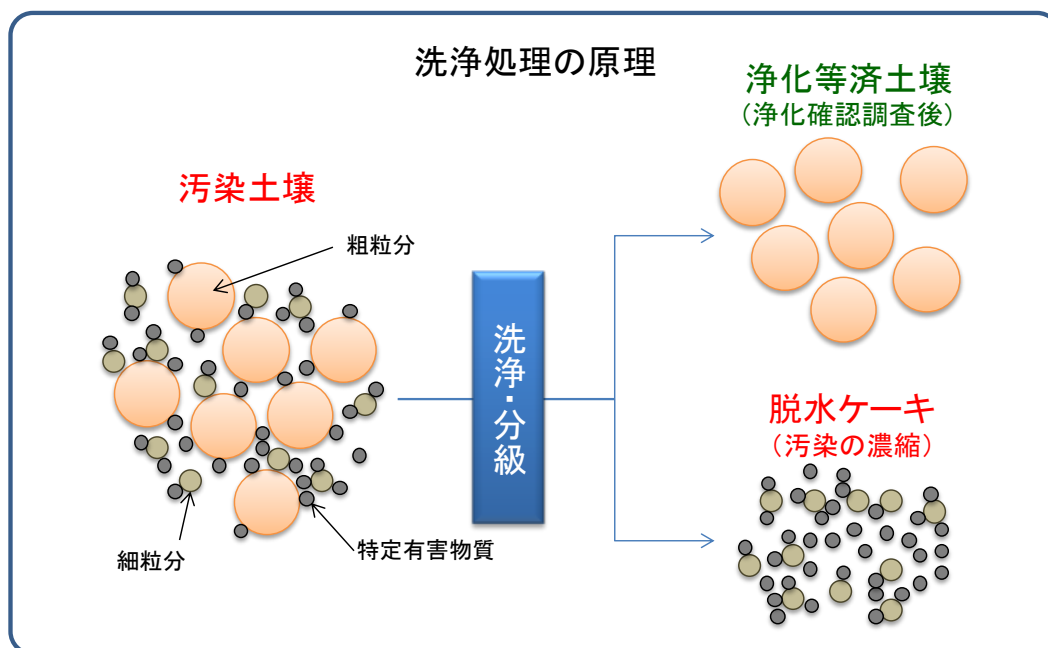 洗浄処理の原理
汚染土壌
粗粒分
細粒分
特定有害物質
洗浄・分級
浄化等済土壌
（浄化確認調査後）
脱水ケーキ
（汚染の濃縮）